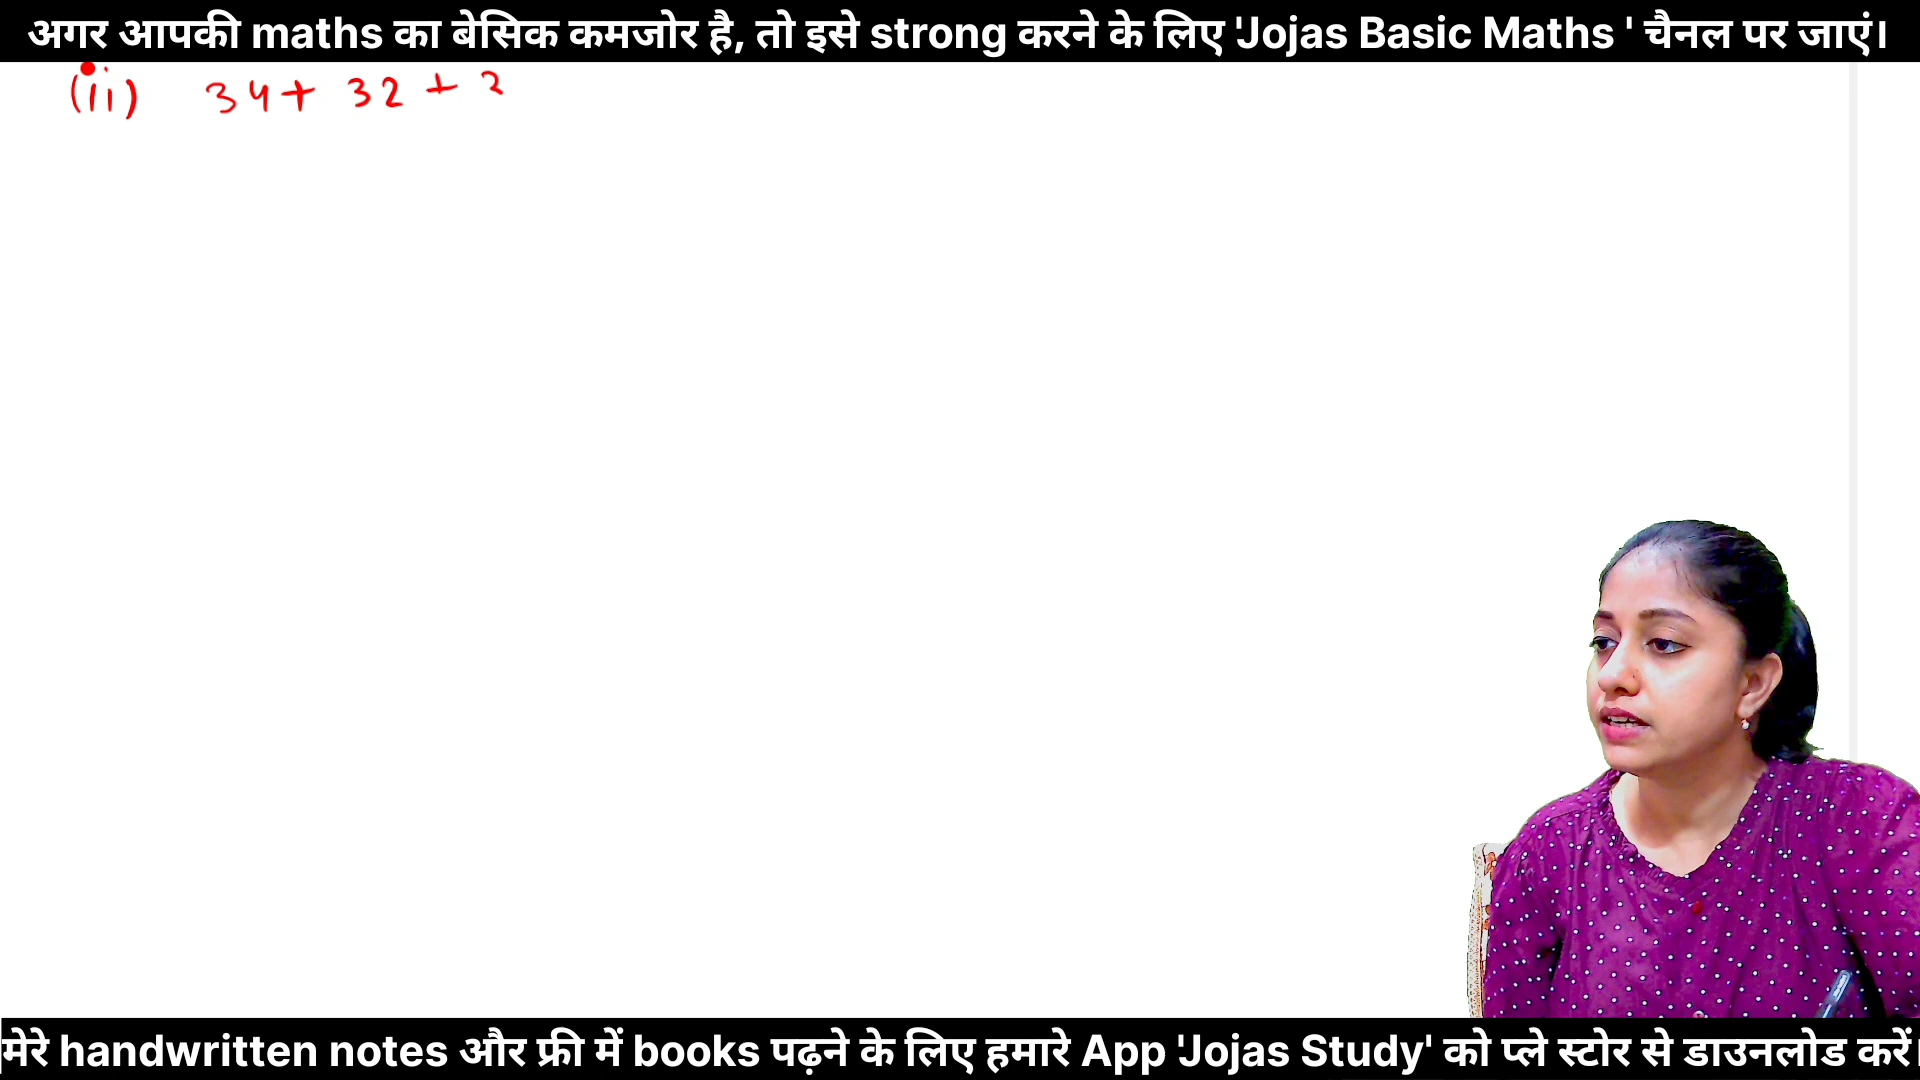 अगर आपकी maths का बेसिक कमजोर है, तो इसे strong करने के लिए 'Jojas Basic Maths ' चैनल पर जाएं।
(ii) 34 + 32 +
मेरे handwritten notes और फ्री में books पढ़ने के लिए हमारे App 'Jojas Study' को प्ले स्टोर से डाउनलोड करें